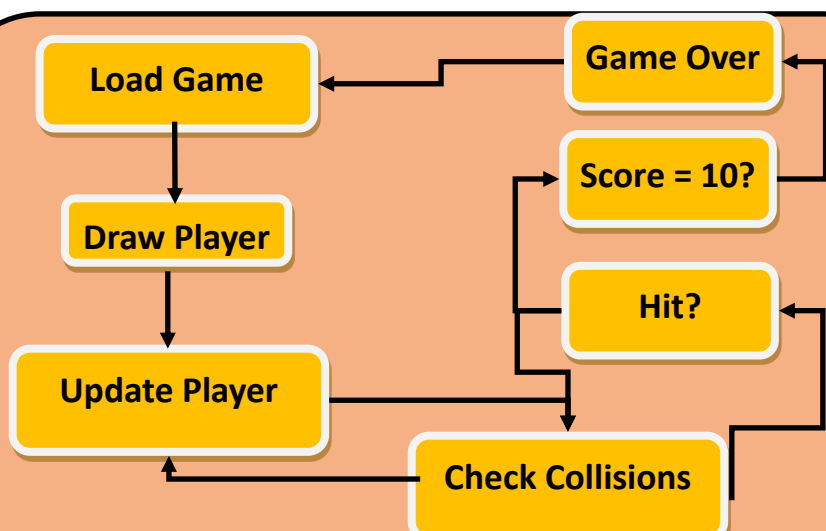 Load Game
Game Over
Score = 10?
Draw Player
Hit?
Update Player
Check Collisions